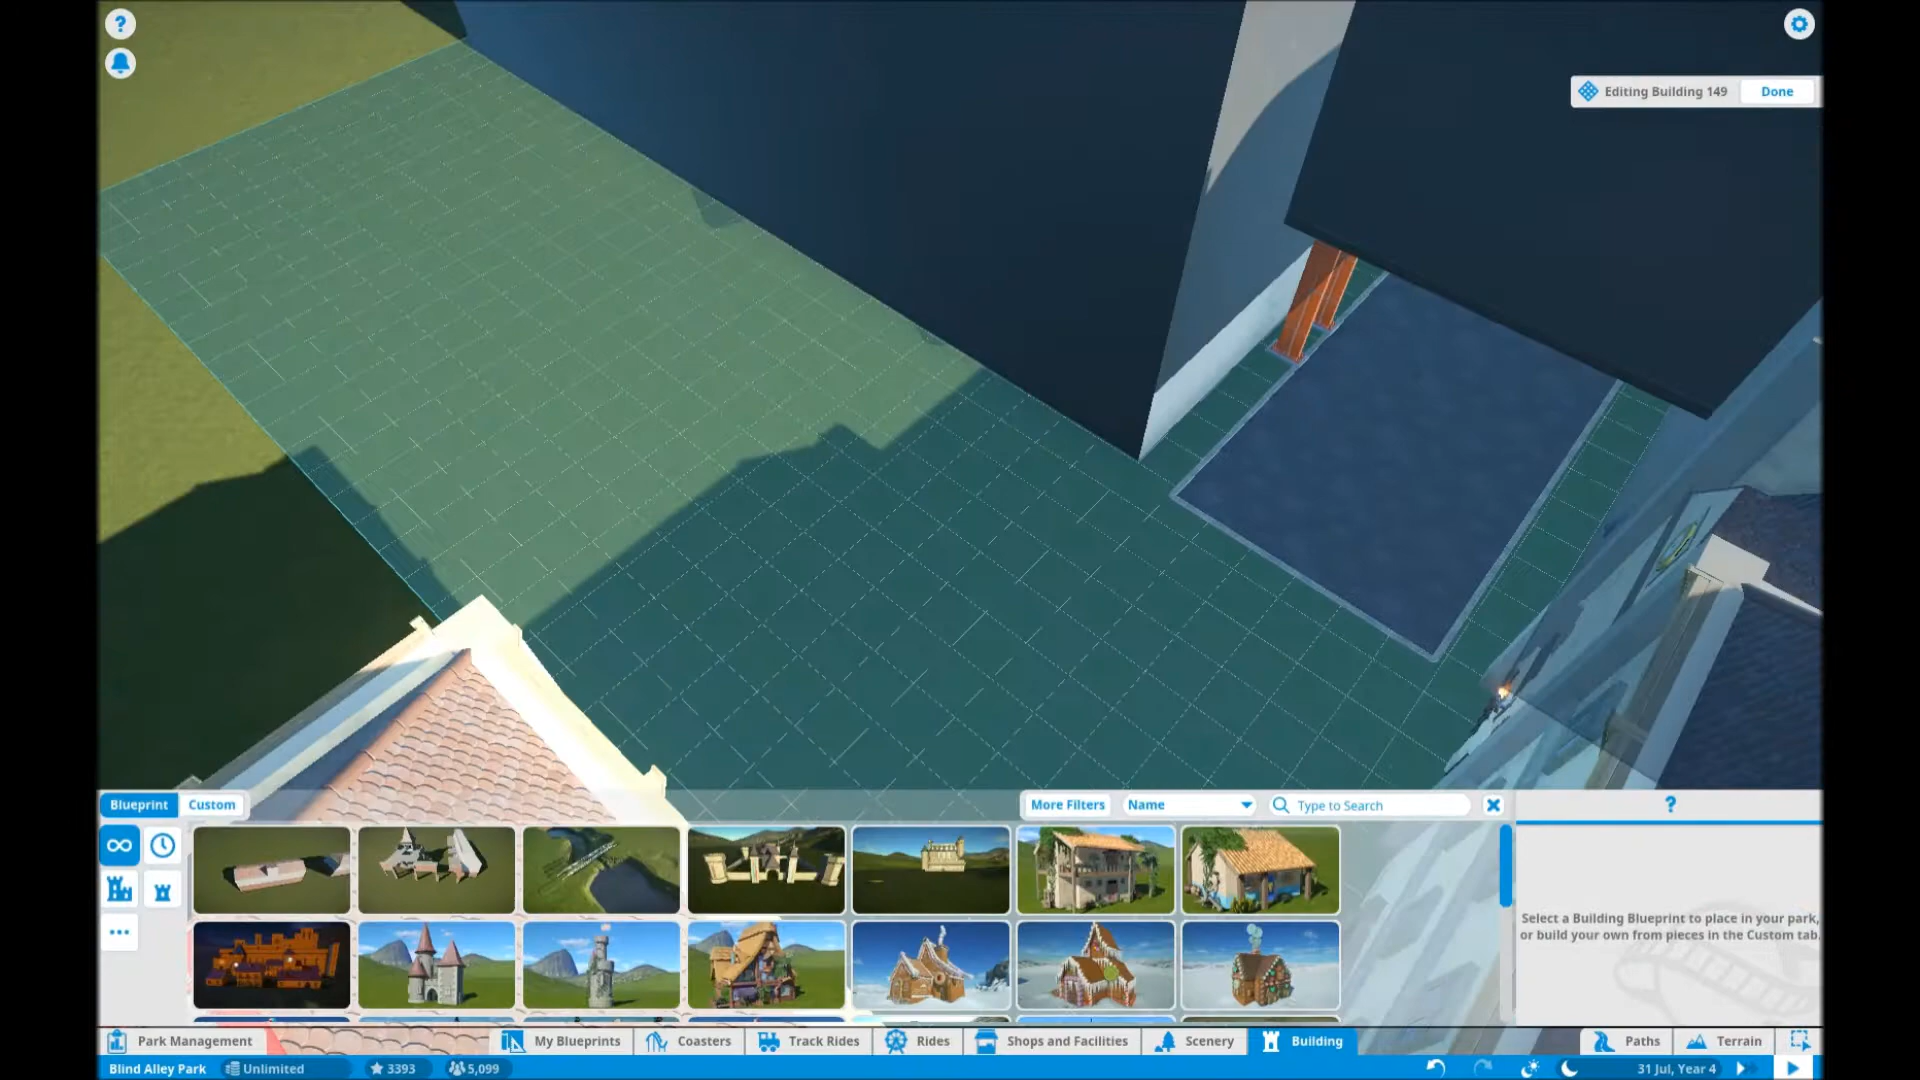 ?
Editing Building 149 Done
Blueprint Custom More Filters Name Type to Search ?
Select a Building Blueprint to place in your park,
or build your own from pieces in the Custom tab.
Park Management My Blueprints Coasters Track Rides Rides Shops and Facilities Scenery Building Paths Terrain
Blind Alley Park Unlimited 3393 5,099 31 Jul, Year 4